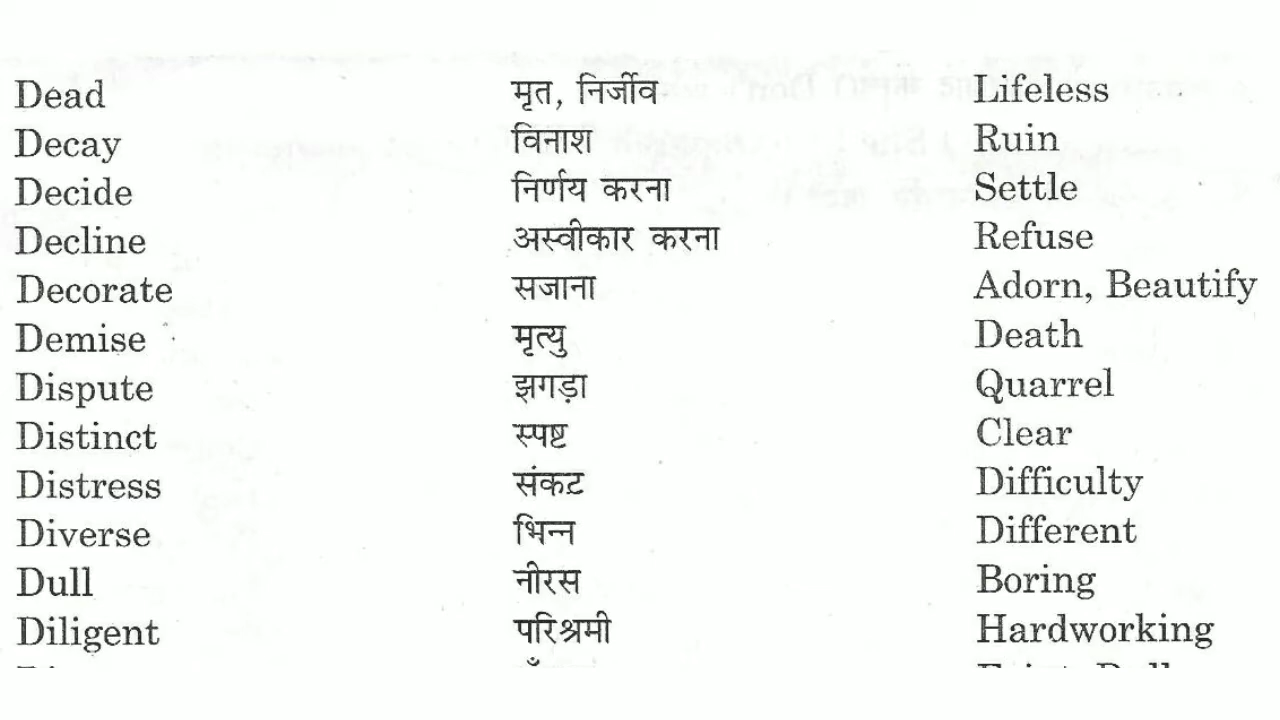 Dead मृत, निर्जीव Lifeless
Decay विनाश Ruin
Decide निर्णय करना Settle
Decline अस्वीकार करना Refuse
Decorate सजाना Adorn, Beautify
Demise मृत्यु Death
Dispute झगड़ा Quarrel
Distinct स्पष्ट Clear
Distress संकट Difficulty
Diverse भिन्न Different
Dull नीरस Boring
Diligent परिश्रमी Hardworking